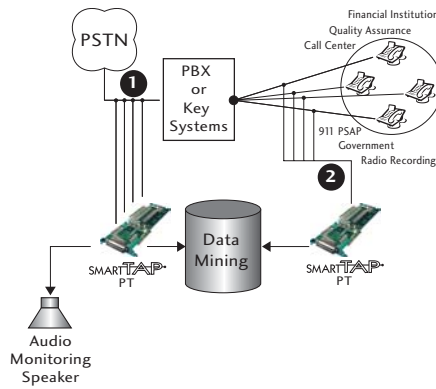 Financial Institution
Quality Assurance
Call Center
PSTN
1
PBX
or
Key
Systems
911 PSAP
Government
Radio Recording
2
Data
Mining
SMARTTAP
PT
SMARTTAP
PT
Audio
Monitoring
Speaker